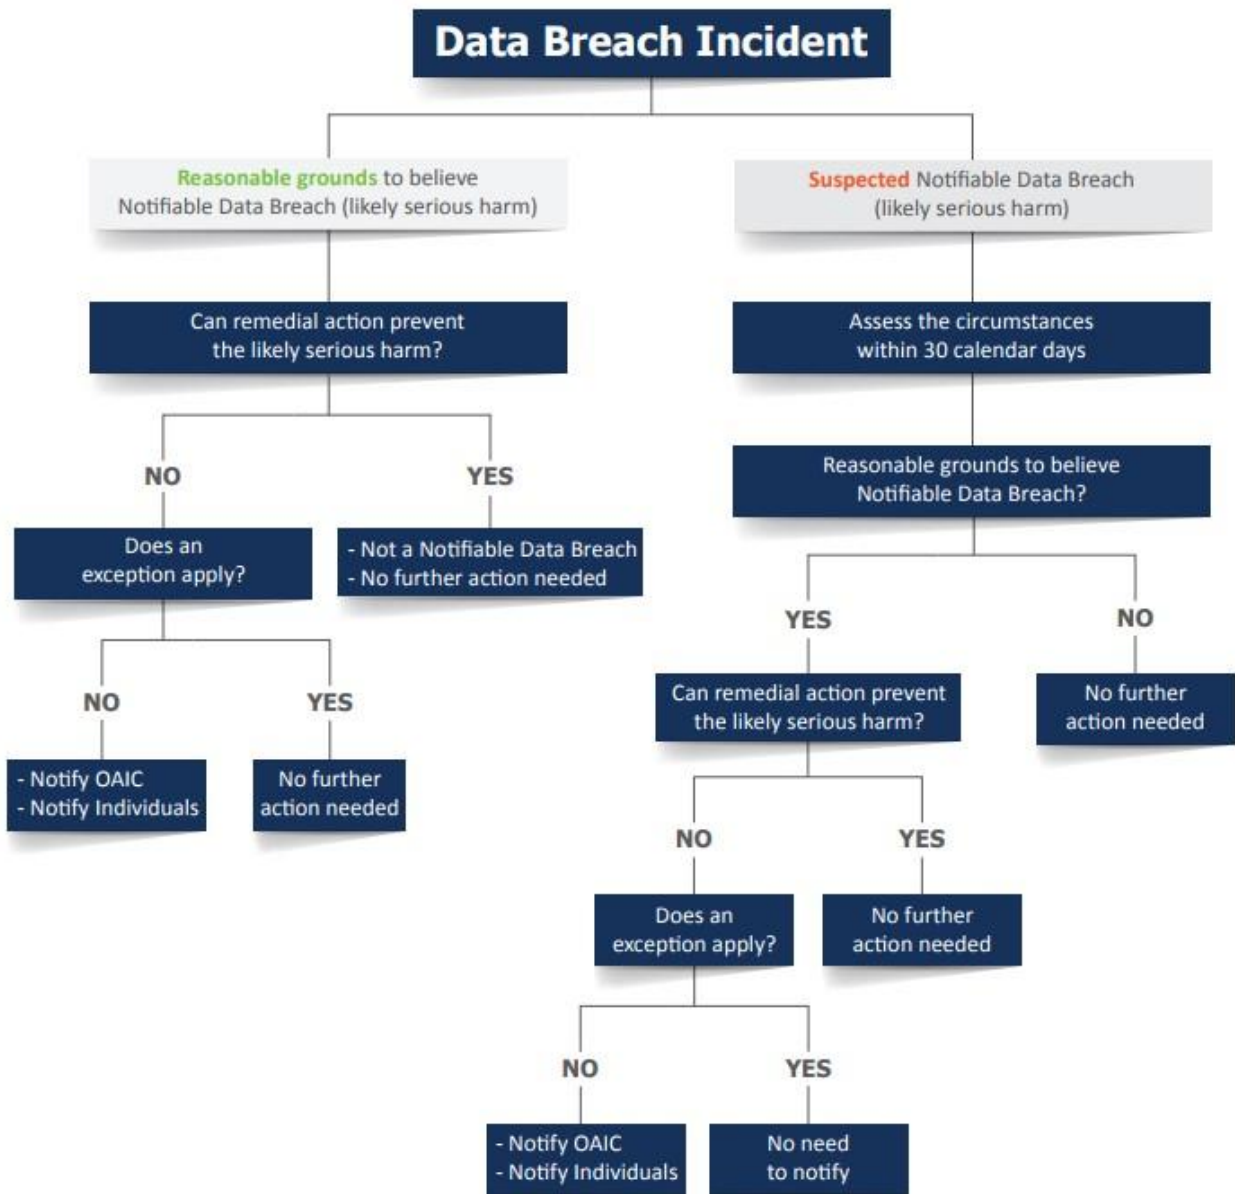 Data Breach Incident
Reasonable grounds to believe
Notifiable Data Breach (likely serious harm)
Suspected Notifiable Data Breach
(likely serious harm)
Can remedial action prevent
the likely serious harm?
Assess the circumstances
within 30 calendar days
NO
YES
Reasonable grounds to believe
Notifiable Data Breach?
Does an
exception apply?
- Not a Notifiable Data Breach
- No further action needed
YES
NO
NO
YES
Can remedial action prevent
the likely serious harm?
No further
action needed
- Notify OAIC
- Notify Individuals
No further
action needed
NO
YES
Does an
exception apply?
No further
action needed
NO
YES
- Notify OAIC
- Notify Individuals
No need
to notify